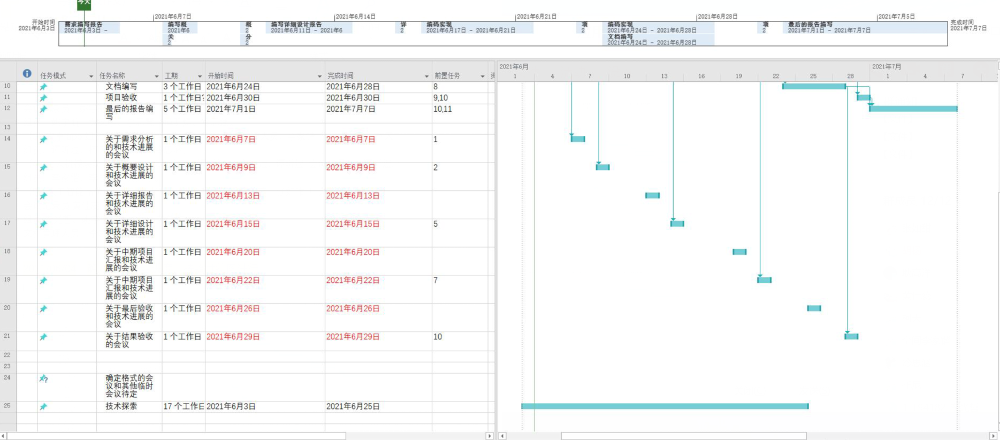 今天
2021年6月7日
2021年6月14日
2021年6月21日
2021年6月28日
2021年7月5日
开始时间
2021年6月3日
需求编写报告
2021年6月3日 -
编写概
2021年6
关
2
概
2
分
2
编写详细设计报告
2021年6月11日 - 2021年6
详
2
编码实现
2021年6月17日 - 2021年6月21日
项
2
编码实现
2021年6月24日 - 2021年6月28日
文档编写
2021年6月24日 - 2021年6月28日
项
2
最后的报告编写
2021年7月1日 - 2021年7月7日
完成时间
2021年7月7日
任务模式 任务名称 工期 开始时间 完成时间 前置任务
2021年6月 2021年7月
1 4 7 10 13 16 19 22 25 28 1 4 7
10 文档编写 3 个工作日 2021年6月24日 2021年6月28日 8
11 项目验收 1 个工作日? 2021年6月30日 2021年6月30日 9,10
12 最后的报告编 5 个工作日 2021年7月1日 2021年7月7日 10,11
写
13
14 关于需求分析 1 个工作日 2021年6月7日 2021年6月7日 1
的和技术进展
的会议
15 关于概要设计 1 个工作日 2021年6月9日 2021年6月9日 2
和技术进展的
会议
16 关于详细报告 1 个工作日 2021年6月13日 2021年6月13日
和技术进展的
会议
17 关于详细设计 1 个工作日 2021年6月15日 2021年6月15日 5
和技术进展的
会议
18 关于中期项目 1 个工作日 2021年6月20日 2021年6月20日
汇报和技术进
展的会议
19 关于中期项目 1 个工作日 2021年6月22日 2021年6月22日 7
汇报和技术进
展的会议
20 关于最后验收 1 个工作日 2021年6月26日 2021年6月26日
和技术进展的
会议
21 关于结果验收 1 个工作日 2021年6月29日 2021年6月29日 10
的会议
22
23
24 确定格式的会
议和其他临时
会议待定
25 技术探索 17 个工作日 2021年6月3日 2021年6月25日